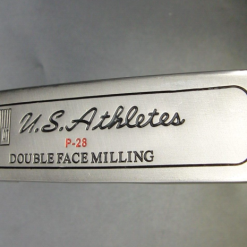 U.S. Athletes
P-28
DOUBLE FACE MILLING